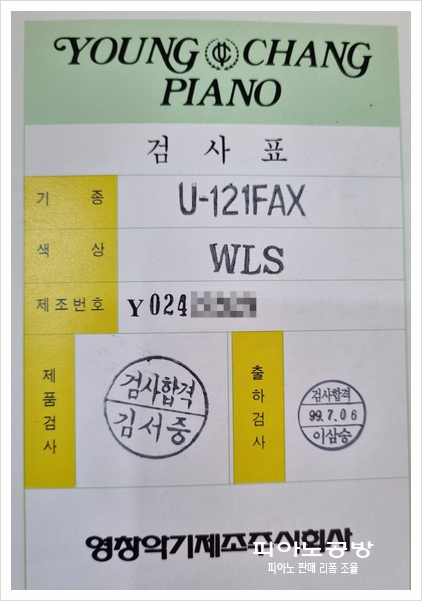 YOUNG CHANG
PIANO
검사표
기종 U-121FAX
색상 WLS
제조번호 Y024
제품검사
검사합격
김서중
출하검사
검사합격
99.7.06
이삼승
영창악기제조주식회사
피아노공방
피아노 판매 리폼 조율